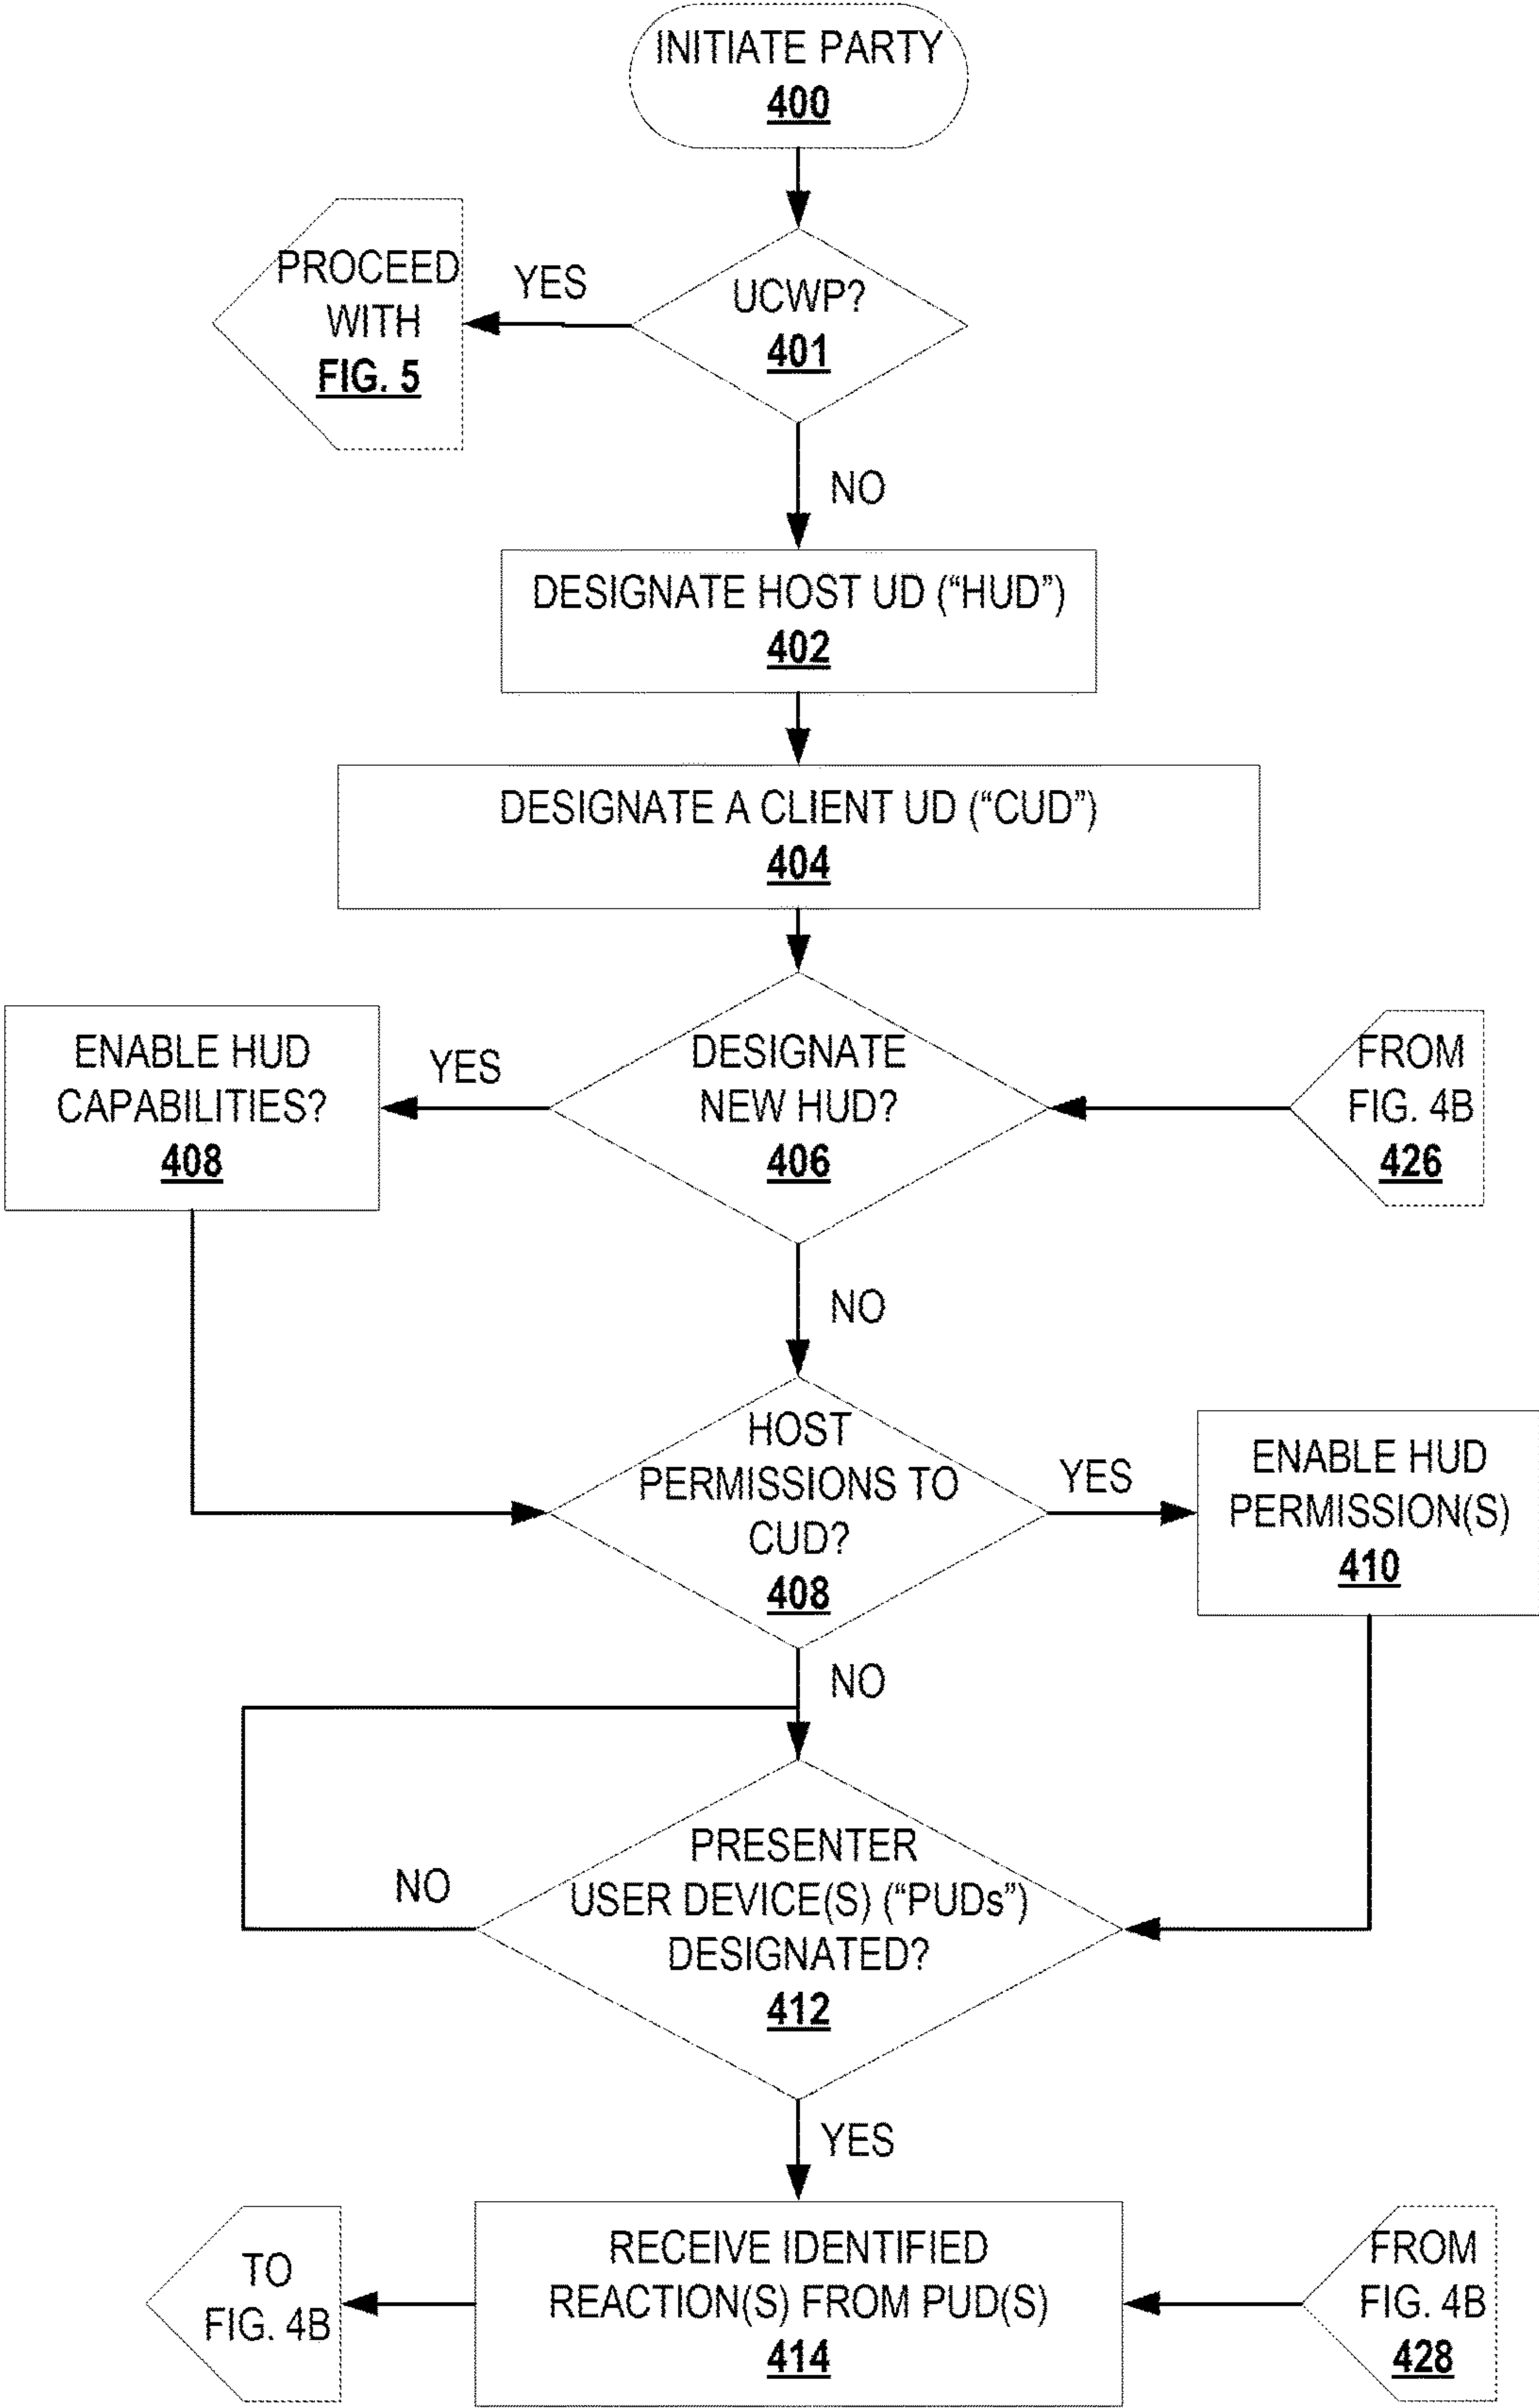 INITIATE PARTY
400
PROCEED
WITH
FIG. 5
YES
UCWP?
401
NO
DESIGNATE HOST UD (“HUD”)
402
DESIGNATE A CLIENT UD (“CUD”)
404
ENABLE HUD
CAPABILITIES?
408
YES
DESIGNATE
NEW HUD?
406
FROM
FIG. 4B
426
NO
HOST
PERMISSIONS TO
CUD?
408
YES
ENABLE HUD
PERMISSION(S)
410
NO
NO
PRESENTER
USER DEVICE(S) (“PUDs”)
DESIGNATED?
412
YES
TO
FIG. 4B
RECEIVE IDENTIFIED
REACTION(S) FROM PUD(S)
414
FROM
FIG. 4B
428